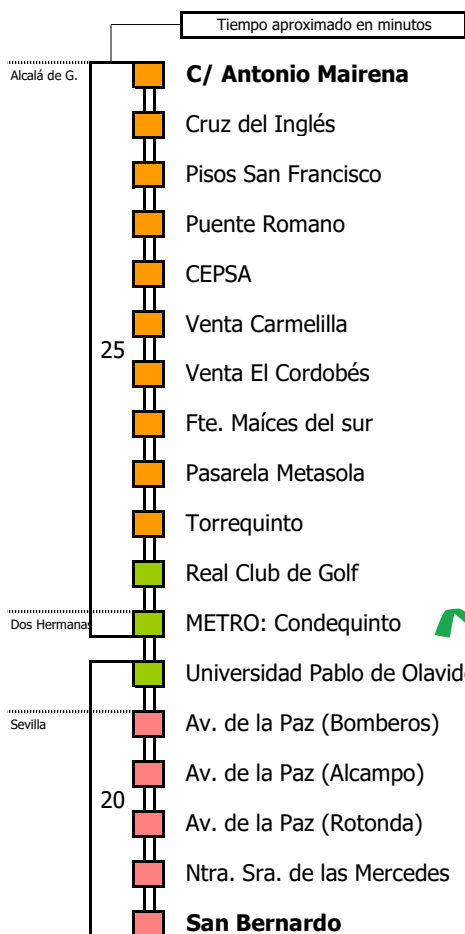 Tiempo aproximado en minutos
Alcalá de G.
C/ Antonio Mairena
Cruz del Inglés
Pisos San Francisco
Puente Romano
CEPSA
Venta Carmelilla
25
Venta El Cordobés
Fte. Maíces del sur
Pasarela Metasola
Torrequinto
Real Club de Golf
Dos Hermanas
METRO: Condequinto
Universidad Pablo de Olavide
Sevilla
Av. de la Paz (Bomberos)
Av. de la Paz (Alcampo)
20
Av. de la Paz (Rotonda)
Ntra. Sra. de las Mercedes
San Bernardo